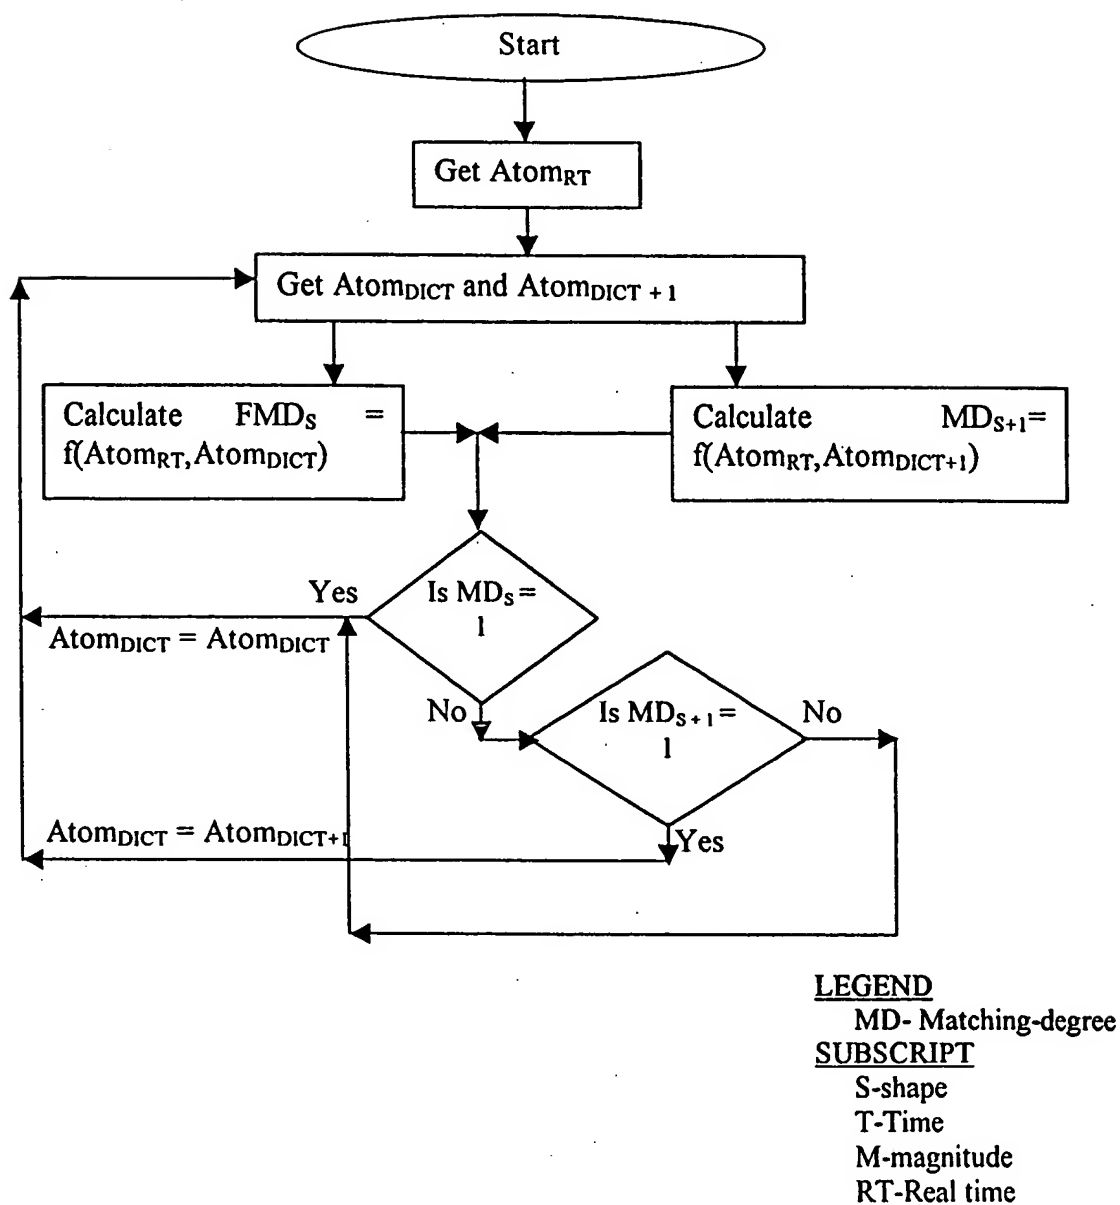 Start
Get AtomRT
Get AtomDICT and AtomDICT + 1
Calculate FMDS =
f(AtomRT,AtomDICT)
Calculate MDS+1=
f(AtomRT,AtomDICT+1)
Yes
Is MDS =
1
AtomDICT = AtomDICT
No
Is MDS + 1 =
1
No
AtomDICT = AtomDICT+1
Yes
LEGEND
MD- Matching-degree
SUBSCRIPT
S-shape
T-Time
M-magnitude
RT-Real time